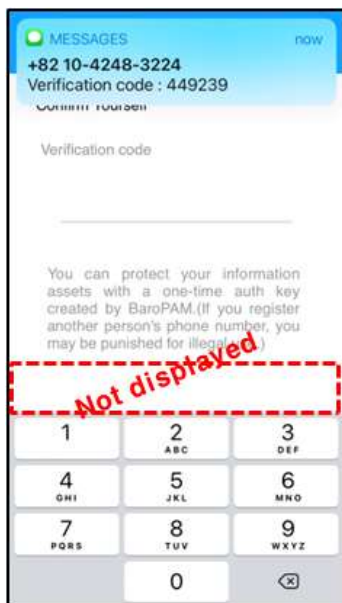 MESSAGES now
+82 10-4248-3224
Verification code : 449239
Confirm Yourself
Verification code
You can protect your information
assets with a one-time auth key
created by BaroPAM.(If you register
another person's phone number, you
may be punished for illegal use.)
Not displayed
1 2 3
ABC DEF
4 5 6
GHI JKL MNO
7 8 9
PQRS TUV WXYZ
0